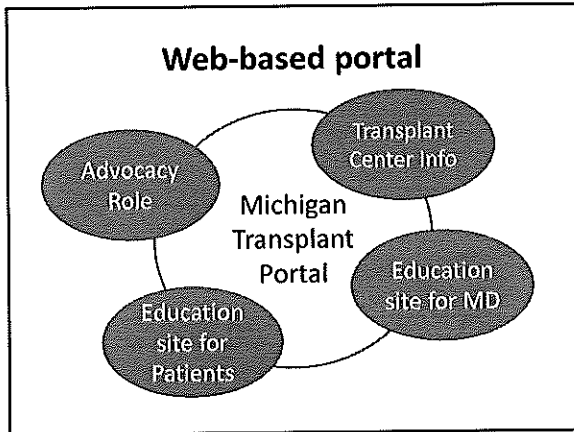 Web-based portal
Advocacy
Role
Transplant
Center Info
Michigan
Transplant
Portal
Education
site for MD
Education
site for
Patients